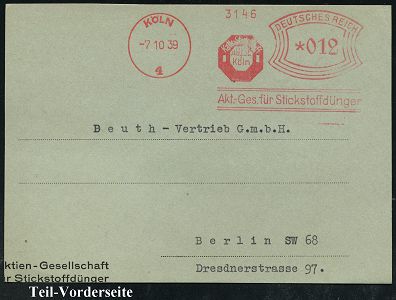 3146
KÖLN
-7.10.39
4
Köln
DEUTSCHES REICH
*012
Akt.-Ges. für Stickstoffdünger
Beuth-Vertrieb G.m.b.H.
Berlin SW 68
Dresdnerstrasse 97.
ktien-Gesellschaft
ür Stickstoffdünger
Teil-Vorderseite